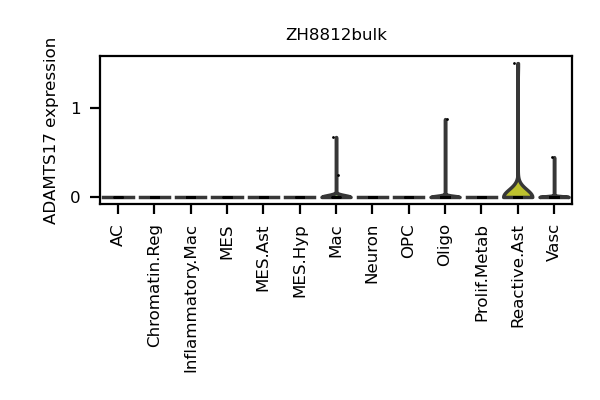 ZH8812bulk
ADAMTS17 expression
1
0
AC
Chromatin.Reg
Inflammatory.Mac
MES
MES.Ast
MES.Hyp
Mac
Neuron
OPC
Oligo
Prolif.Metab
Reactive.Ast
Vasc